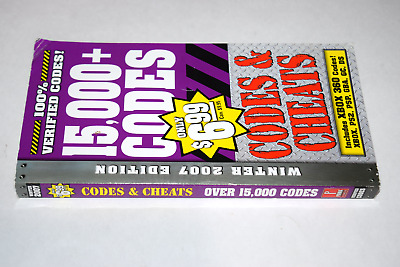 100%
VERIFIED CODES!
15,000+
CODES
ONLY
$6.99
CODES &
CHEATS
Includes XBOX 360 Codes!
XBOX, PS2, PSP, GBA, GC, DS
WINTER 2007 EDITION
CODES & CHEATS OVER 15,000 CODES